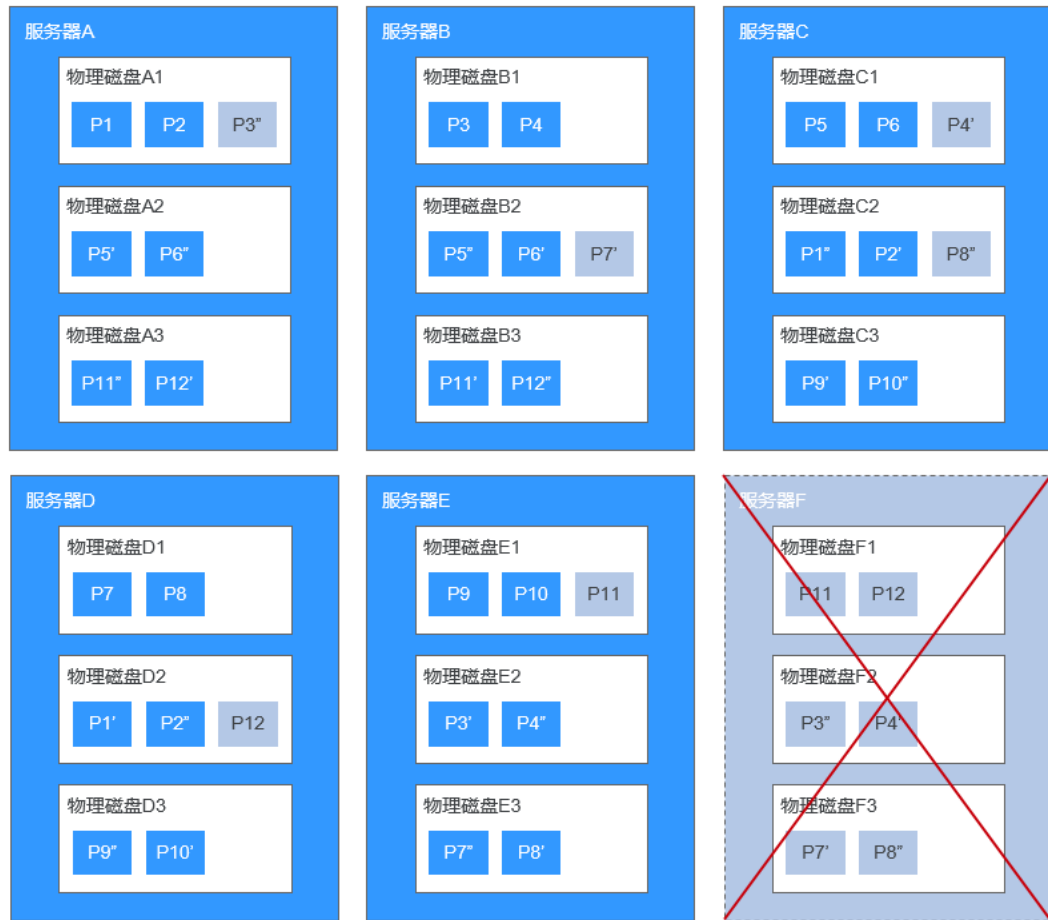 服务器A
物理磁盘A1
P1 P2 P3"
物理磁盘A2
P5' P6"
物理磁盘A3
P11" P12'
服务器B
物理磁盘B1
P3 P4
物理磁盘B2
P5" P6' P7'
物理磁盘B3
P11' P12"
服务器C
物理磁盘C1
P5 P6 P4'
物理磁盘C2
P1" P2' P8"
物理磁盘C3
P9' P10"
服务器D
物理磁盘D1
P7 P8
物理磁盘D2
P1' P2" P12
物理磁盘D3
P9" P10'
服务器E
物理磁盘E1
P9 P10 P11
物理磁盘E2
P3' P4"
物理磁盘E3
P7" P8'
服务器F
物理磁盘F1
P11 P12
物理磁盘F2
P3" P4'
物理磁盘F3
P7' P8"